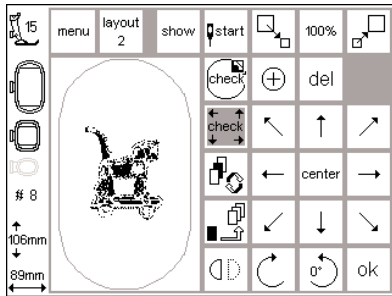 15
menu
layout
2
show
start
100%
check
del
check
center
# 8
106mm
89mm
0°
ok